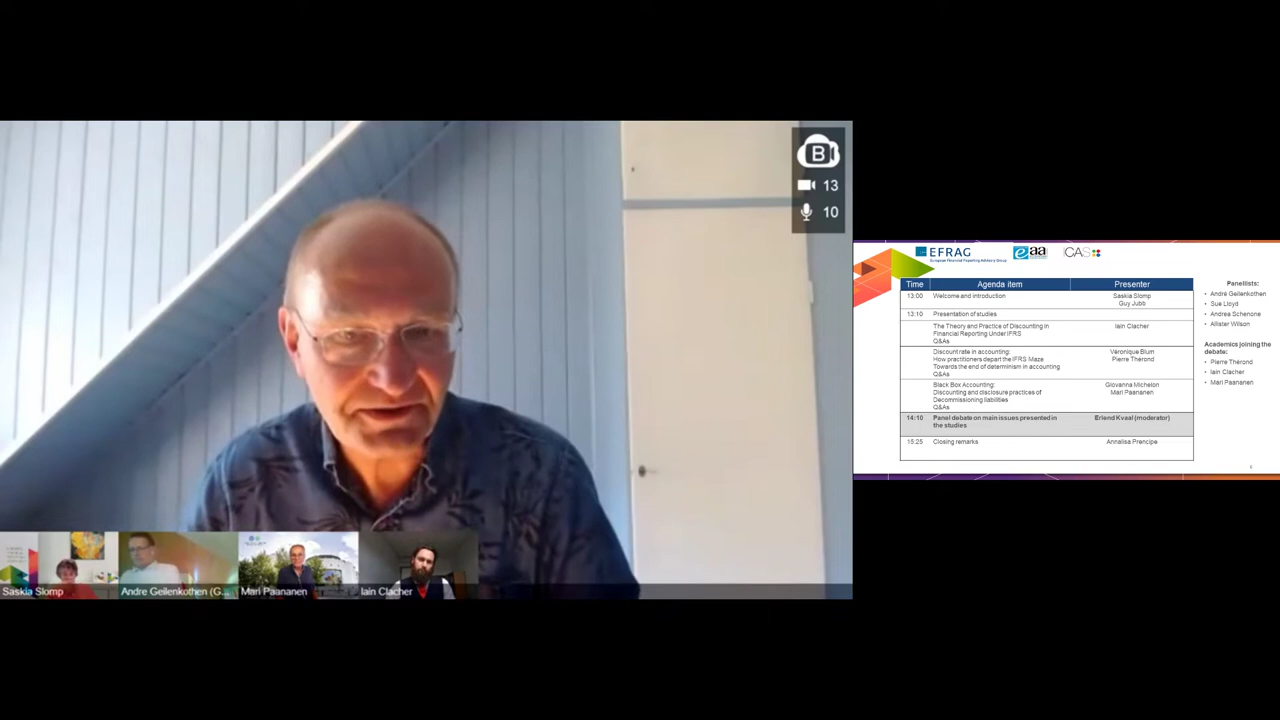 B
13
10
Saskia Slomp
Andre Geilenkothen (G...
Mari Paananen
Iain Clacher
EFRAG
European Financial Reporting Advisory Group
eaa
ICAS
Time Agenda item Presenter
13:00 Welcome and introduction Saskia Slomp
Guy Jubb
13:10 Presentation of studies
The Theory and Practice of Discounting in Iain Clacher
Financial Reporting Under IFRS
Q&As
Discount rate in accounting: Véronique Blum
How practitioners depart the IFRS Maze Pierre Thérond
Towards the end of determinism in accounting
Q&As
Black Box Accounting: Giovanna Michelon
Discounting and disclosure practices of Mari Paananen
Decommissioning liabilities
Q&As
14:10 Panel debate on main issues presented in Erlend Kvaal (moderator)
the studies
15:25 Closing remarks Annalisa Prencipe
Panellists:
• André Geilenkothen
• Sue Lloyd
• Andrea Schenone
• Allister Wilson
Academics joining the
debate:
• Pierre Thérond
• Iain Clacher
• Mari Paananen